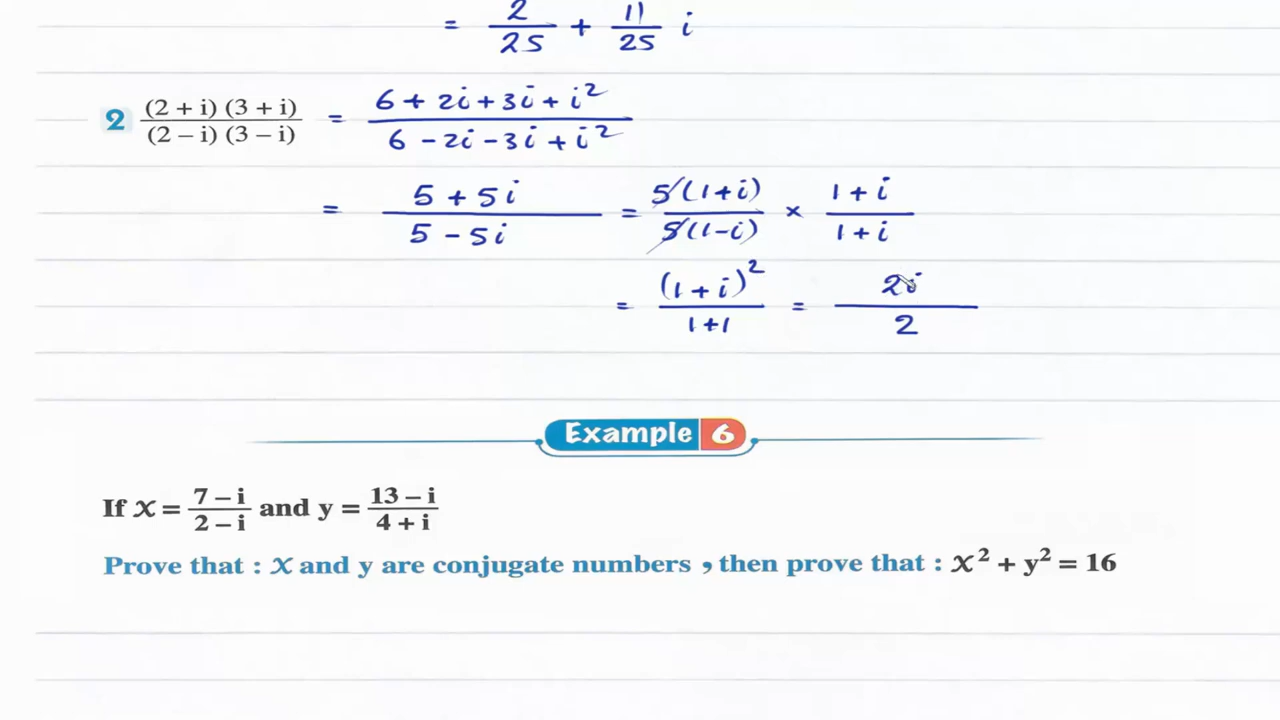 = 2/25 + 11/25 i
2 (2 + i) (3 + i) / (2 – i) (3 – i) = 6 + 2i + 3i + i² / 6 - 2i - 3i + i²
= 5 + 5i / 5 - 5i = 5(1+i) / 5(1-i) × 1 + i / 1 + i
= (1 + i)² / 1+1 = 2i / 2
Example 6
If x = 7 – i / 2 – i and y = 13 – i / 4 + i
Prove that : x and y are conjugate numbers , then prove that : x² + y² = 16